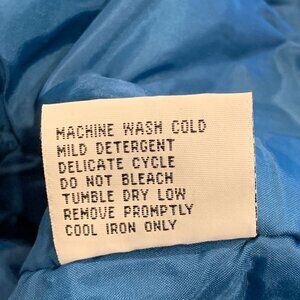 MACHINE WASH COLD
MILD DETERGENT
DELICATE CYCLE
DO NOT BLEACH
TUMBLE DRY LOW
REMOVE PROMPTLY
COOL IRON ONLY